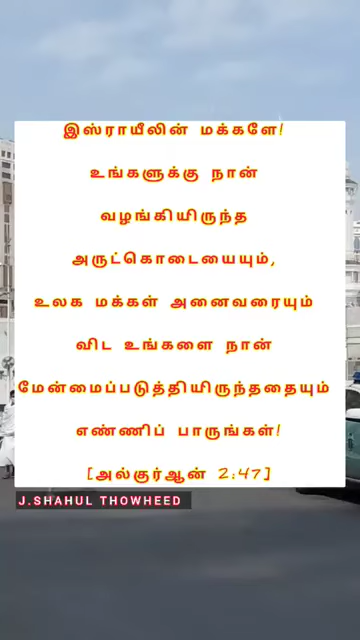 இஸ்ராயீலின் மக்களே!
உங்களுக்கு நான்
வழங்கியிருந்த
அருட்கொடையையும்,
உலக மக்கள் அனைவரையும்
விட உங்களை நான்
மேன்மைப்படுத்தியிருந்ததையும்
எண்ணிப் பாருங்கள்!
[அல்குர்ஆன் 2:47]
J.SHAHUL THOWHEED